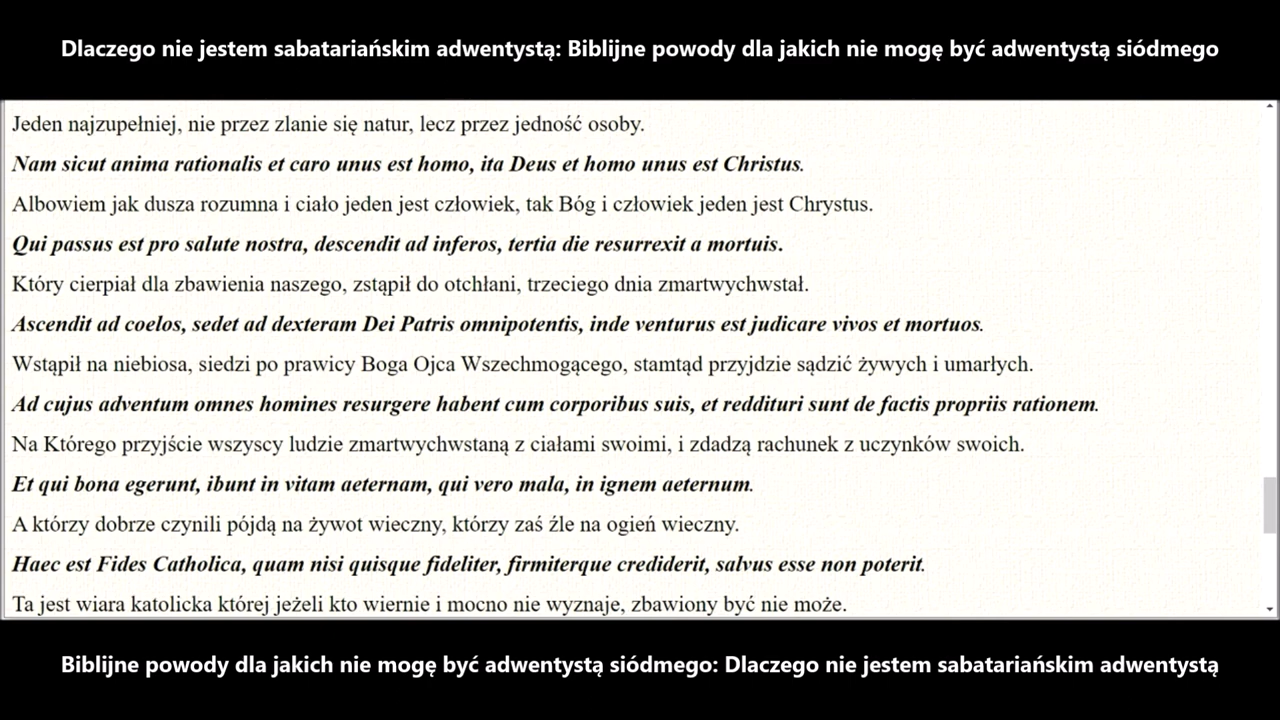 Dlaczego nie jestem sabatariańskim adwentystą: Biblijne powody dla jakich nie mogę być adwentystą siódmego
Jeden najzupełniej, nie przez zlanie się natur, lecz przez jedność osoby.
Nam sicut anima rationalis et caro unus est homo, ita Deus et homo unus est Christus.
Albowiem jak dusza rozumna i ciało jeden jest człowiek, tak Bóg i człowiek jeden jest Chrystus.
Qui passus est pro salute nostra, descendit ad inferos, tertia die resurrexit a mortuis.
Który cierpiał dla zbawienia naszego, zstąpił do otchłani, trzeciego dnia zmartwychwstał.
Ascendit ad coelos, sedet ad dexteram Dei Patris omnipotentis, inde venturus est judicare vivos et mortuos.
Wstąpił na niebiosa, siedzi po prawicy Boga Ojca Wszechmogącego, stamtąd przyjdzie sądzić żywych i umarłych.
Ad cujus adventum omnes homines resurgere habent cum corporibus suis, et reddituri sunt de factis propriis rationem.
Na Którego przyjście wszyscy ludzie zmartwychwstaną z ciałami swoimi, i zdadzą rachunek z uczynków swoich.
Et qui bona egerunt, ibunt in vitam aeternam, qui vero mala, in ignem aeternum.
A którzy dobrze czynili pójdą na żywot wieczny, którzy zaś źle na ogień wieczny.
Haec est Fides Catholica, quam nisi quisque fideliter, firmiterque crediderit, salvus esse non poterit.
Ta jest wiara katolicka której jeżeli kto wiernie i mocno nie wyznaje, zbawiony być nie może.
Biblijne powody dla jakich nie mogę być adwentystą siódmego: Dlaczego nie jestem sabatariańskim adwentystą